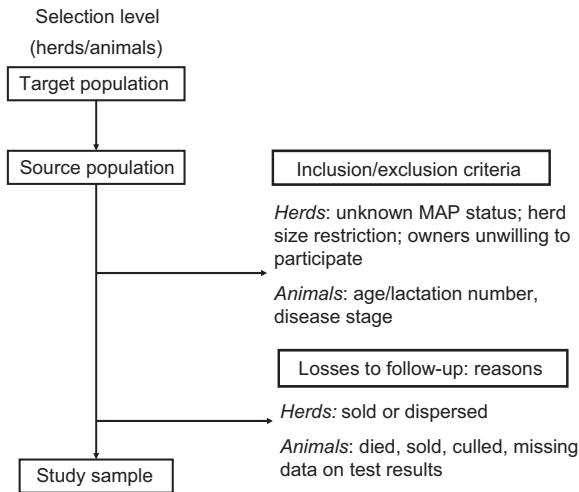 Selection level
(herds/animals)
Target population
Source population
Inclusion/exclusion criteria
Herds: unknown MAP status; herd
size restriction; owners unwilling to
participate
Animals: age/lactation number,
disease stage
Losses to follow-up: reasons
Herds: sold or dispersed
Animals: died, sold, culled, missing
data on test results
Study sample